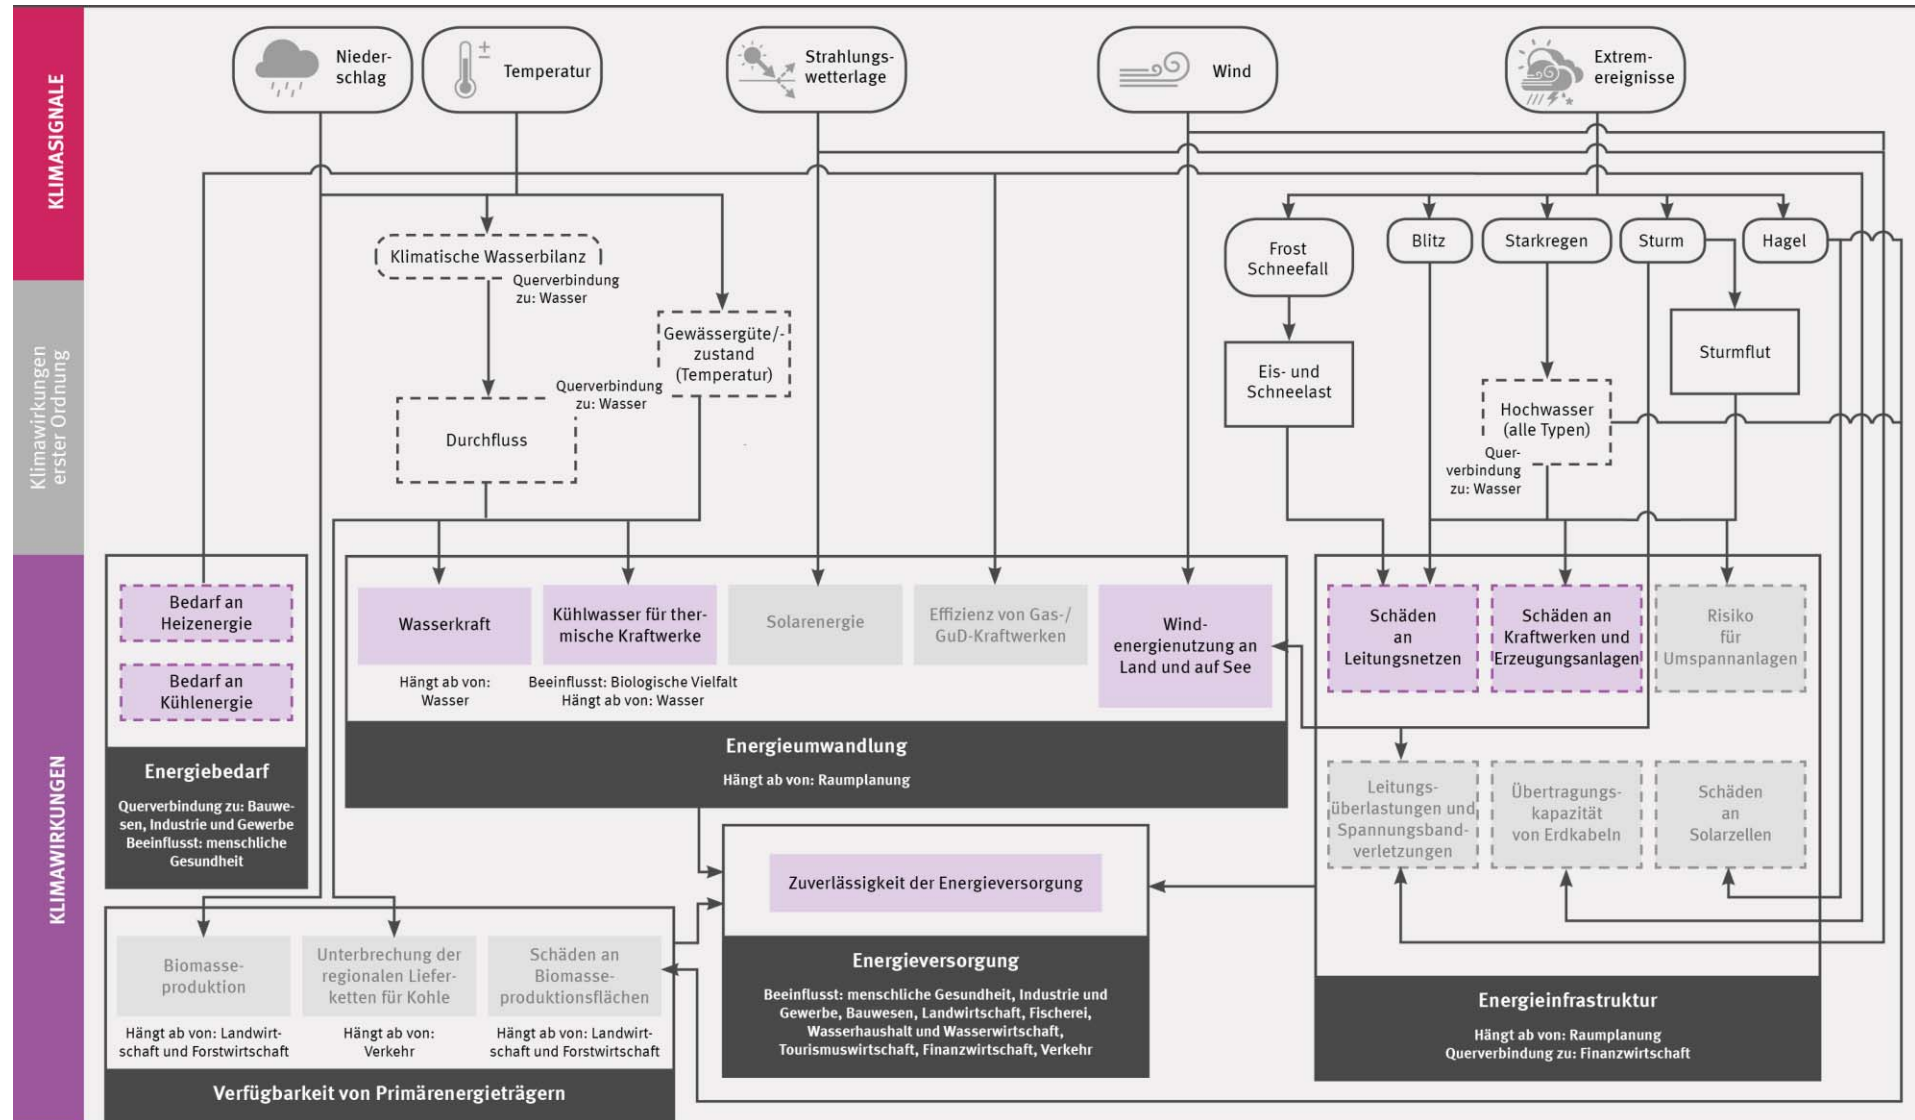 KLIMASIGNALE
Nieder-
schlag
Temperatur
Strahlungs-
wetterlage
Wind
Extrem-
ereignisse
Klimatische Wasserbilanz
Querverbindung
zu: Wasser
Frost
Schneefall
Blitz
Starkregen
Sturm
Hagel
Klimawirkungen
erster Ordnung
Gewässergüte/-
zustand
(Temperatur)
Querverbindung
zu: Wasser
Durchfluss
Eis- und
Schneelast
Hochwasser
(alle Typen)
Quer-
verbindung
zu: Wasser
Sturmflut
KLIMAWIRKUNGEN
Bedarf an
Heizenergie
Bedarf an
Kühlenergie
Energiebedarf
Querverbindung zu: Bauwe-
sen, Industrie und Gewerbe
Beeinflusst: menschliche
Gesundheit
Wasserkraft
Hängt ab von:
Wasser
Kühlwasser für ther-
mische Kraftwerke
Beeinflusst: Biologische Vielfalt
Hängt ab von: Wasser
Solarenergie
Effizienz von Gas-/
GuD-Kraftwerken
Wind-
energienutzung an
Land und auf See
Energieumwandlung
Hängt ab von: Raumplanung
Schäden
an
Leitungsnetzen
Schäden an
Kraftwerken und
Erzeugungsanlagen
Risiko
für
Umspannanlagen
Leitungs-
überlastungen und
Spannungsband-
verletzungen
Übertragungs-
kapazität
von Erdkabeln
Schäden
an
Solarzellen
Energieinfrastruktur
Hängt ab von: Raumplanung
Querverbindung zu: Finanzwirtschaft
Zuverlässigkeit der Energieversorgung
Energieversorgung
Beeinflusst: menschliche Gesundheit, Industrie und
Gewerbe, Bauwesen, Landwirtschaft, Fischerei,
Wasserhaushalt und Wasserwirtschaft,
Tourismuswirtschaft, Finanzwirtschaft, Verkehr
Biomasse-
produktion
Hängt ab von: Landwirt-
schaft und Forstwirtschaft
Unterbrechung der
regionalen Liefer-
ketten für Kohle
Hängt ab von:
Verkehr
Schäden an
Biomasse-
produktionsflächen
Hängt ab von: Landwirt-
schaft und Forstwirtschaft
Verfügbarkeit von Primärenergieträgern